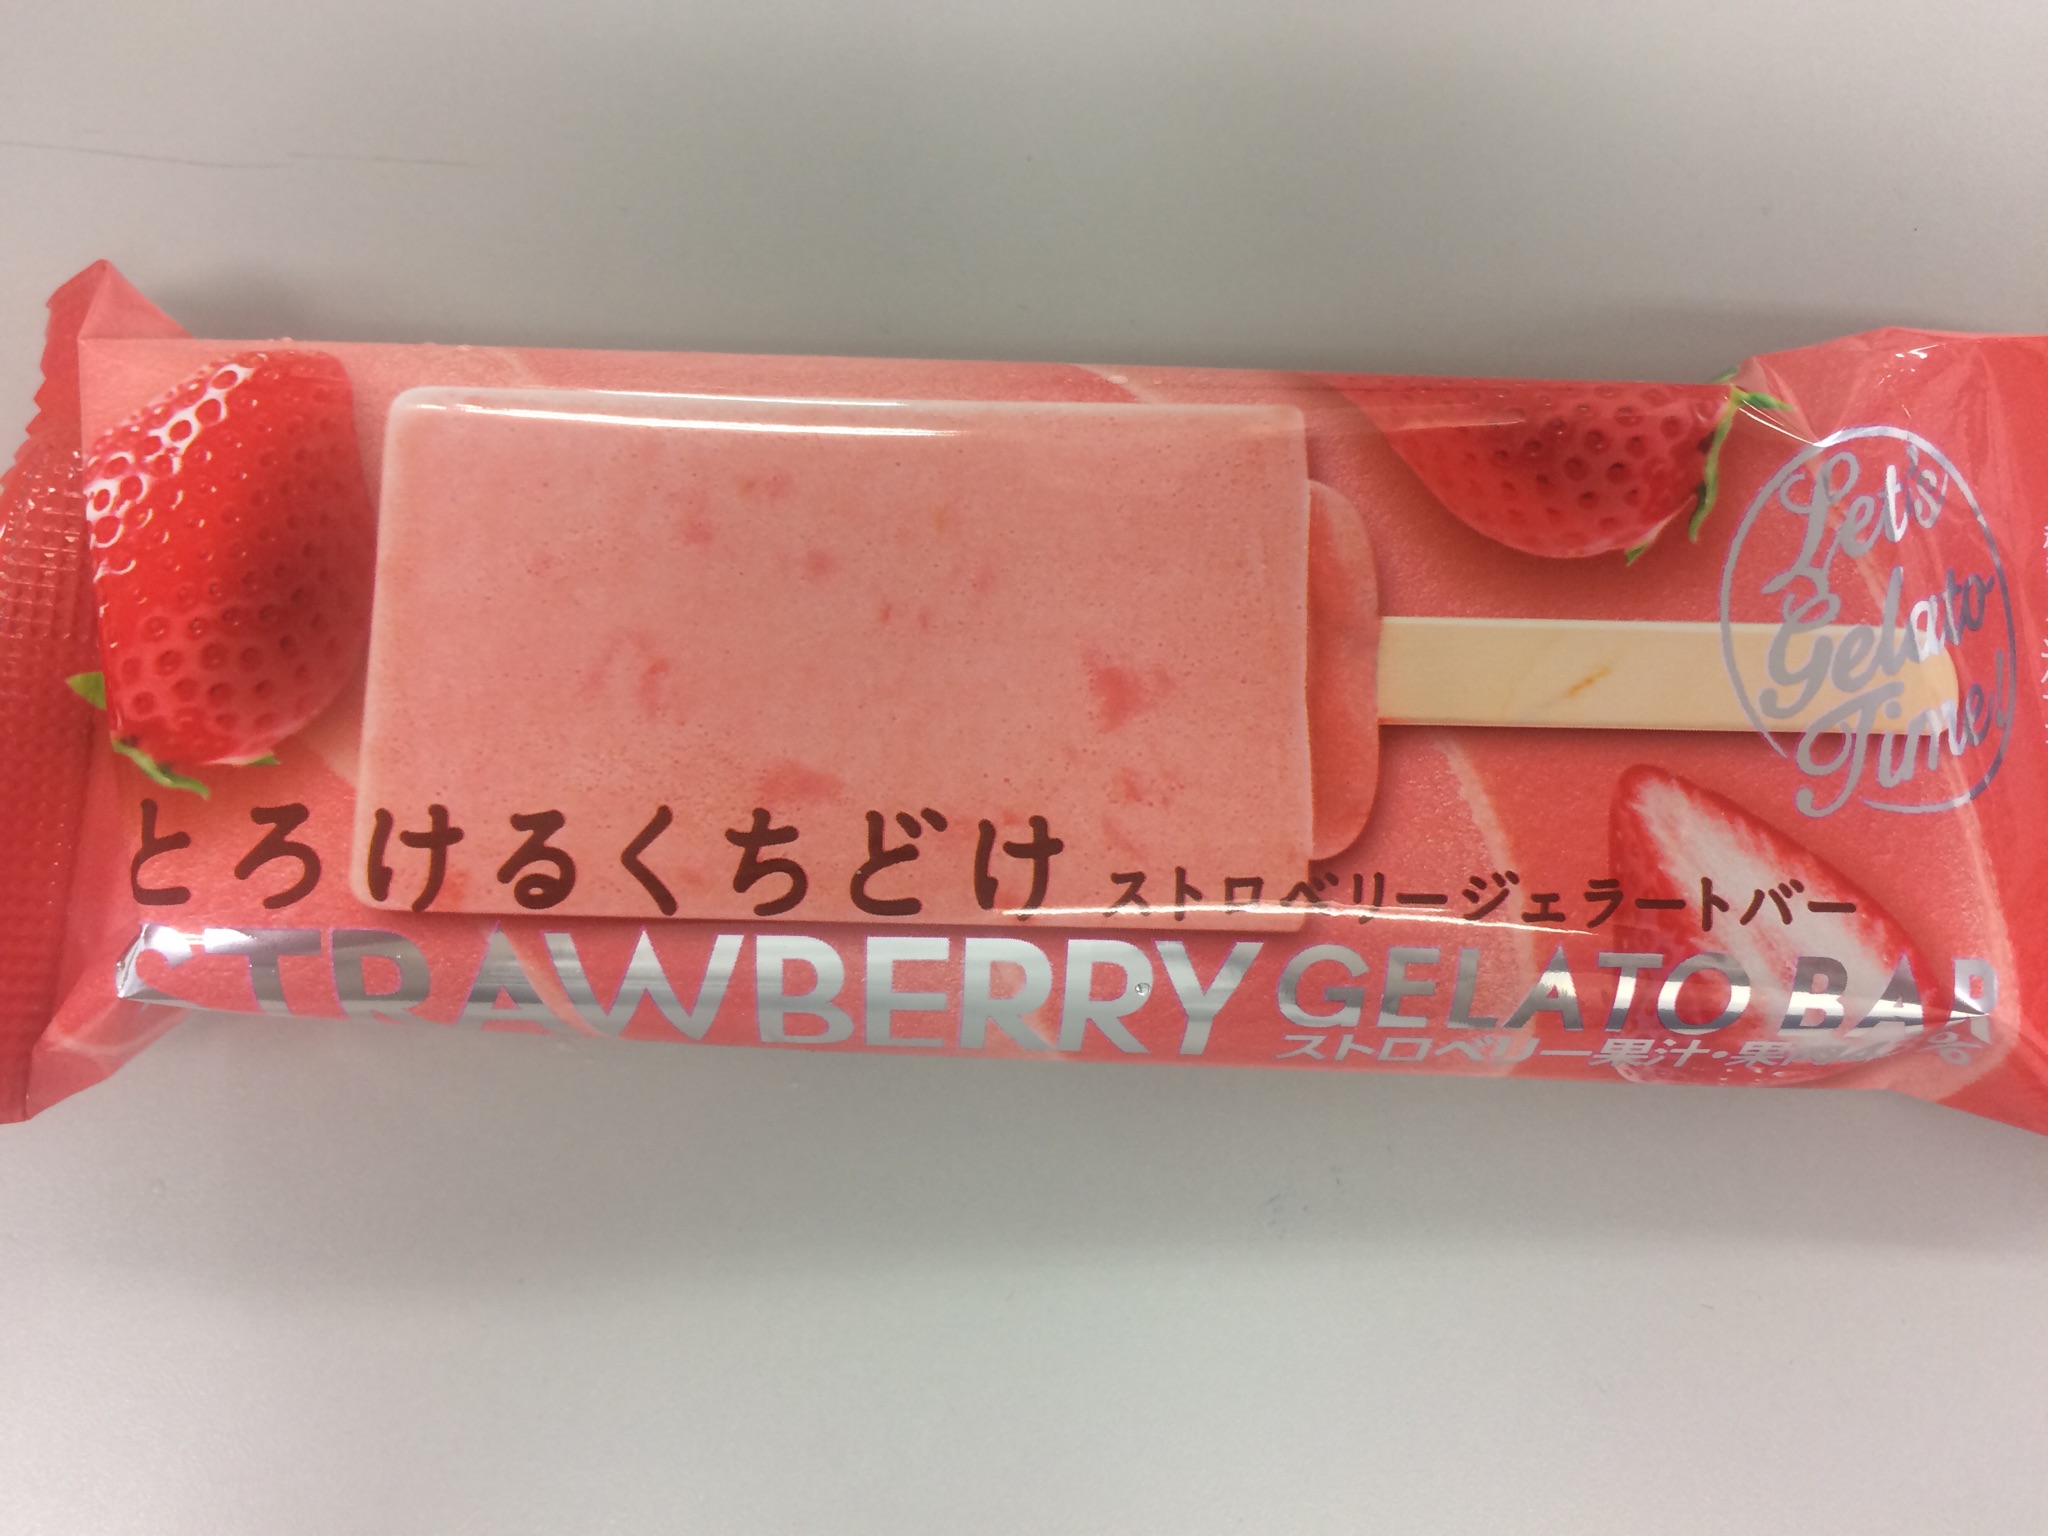 Let's
Gelato
Time!
とろけるくちどけ ストロベリージェラートバー
STRAWBERRY GELATO BAR
ストロベリー果汁・果肉